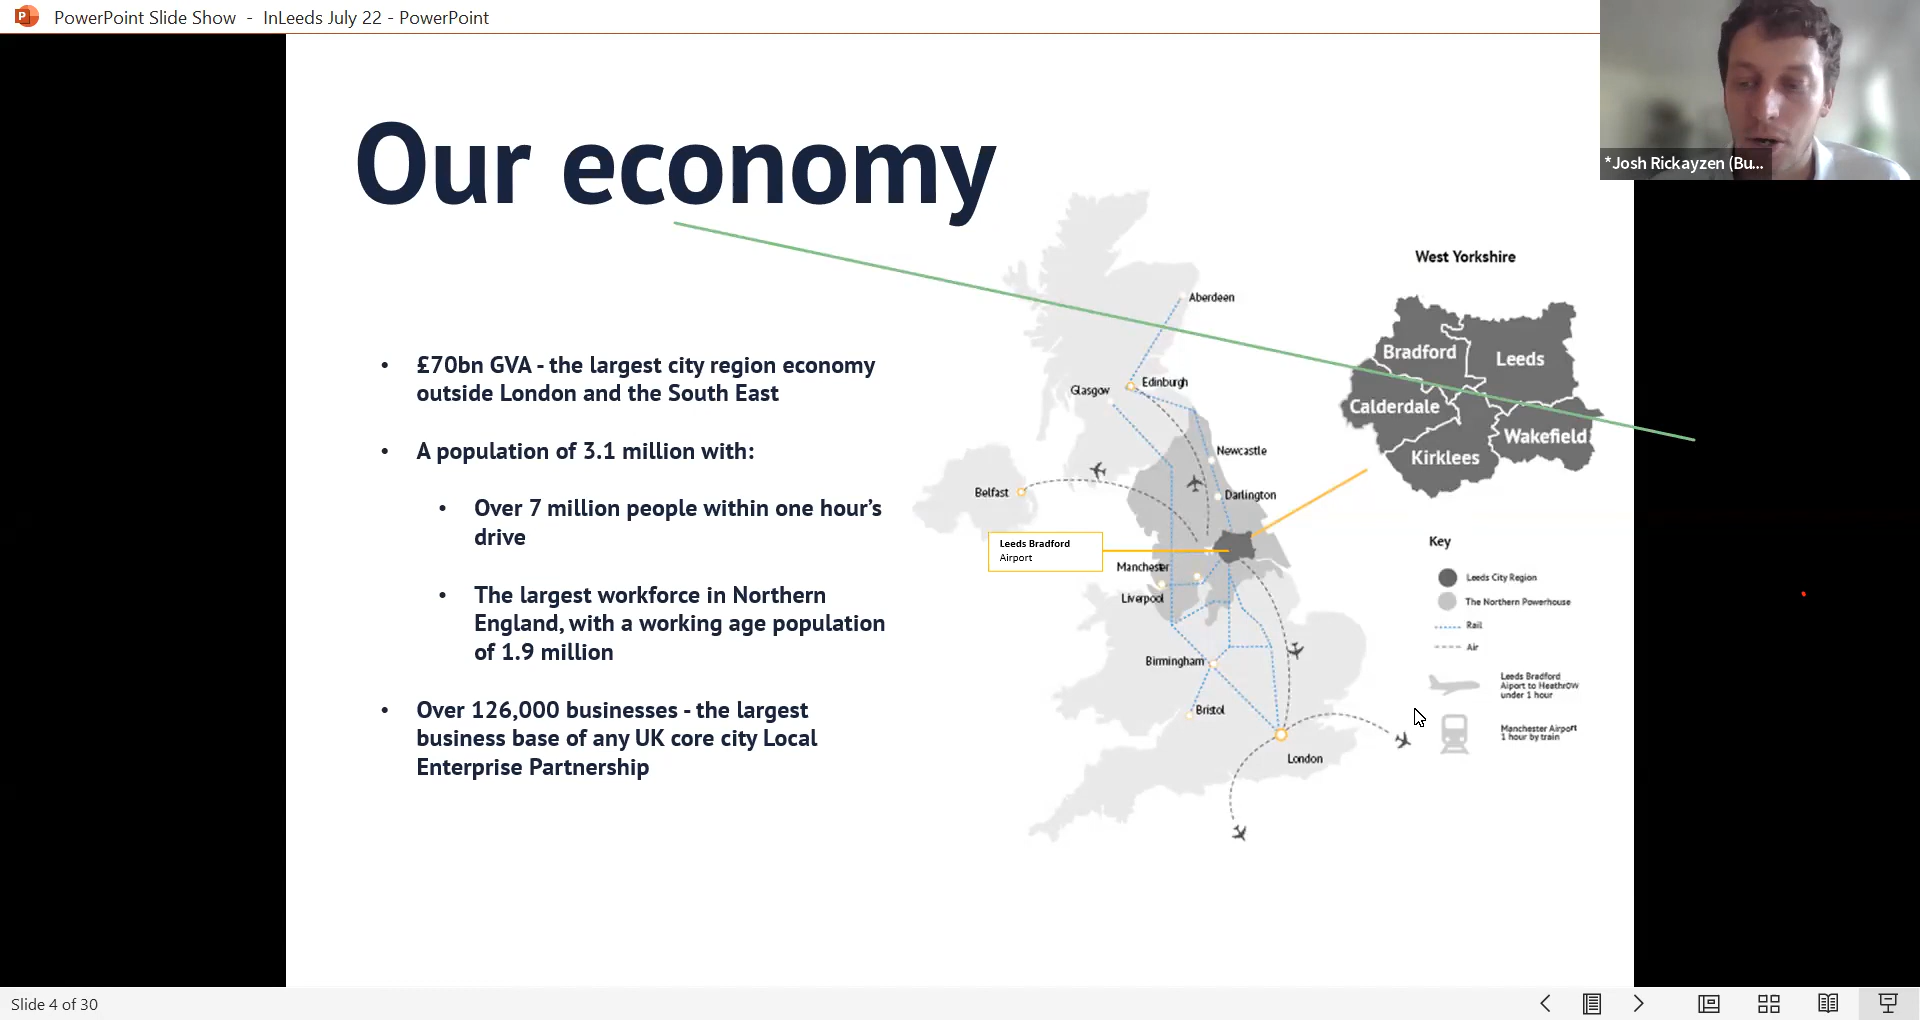 PowerPoint Slide Show - InLeeds July 22 - PowerPoint
*Josh Rickayzen (Bu...
Our economy
• £70bn GVA - the largest city region economy
outside London and the South East
• A population of 3.1 million with:
• Over 7 million people within one hour's
drive
• The largest workforce in Northern
England, with a working age population
of 1.9 million
• Over 126,000 businesses - the largest
business base of any UK core city Local
Enterprise Partnership
Aberdeen
Edinburgh
Glasgow
Newcastle
Belfast
Darlington
Leeds Bradford
Airport
Manchester
Liverpool
Birmingham
Bristol
London
West Yorkshire
Bradford
Leeds
Calderdale
Wakefield
Kirklees
Key
Leeds City Region
The Northern Powerhouse
Rail
Air
Leeds Bradford
Aiport to Heathrow
under 1 hour
Manchester Airport
1 hour by train
Slide 4 of 30